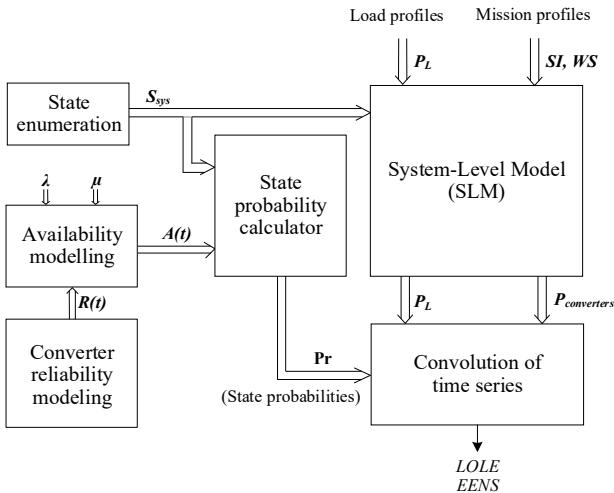 Load profiles
Mission profiles
P_L
SI, WS
State
enumeration
S_sys
System-Level Model
(SLM)
State
probability
calculator
λ
μ
Availability
modelling
A(t)
R(t)
Converter
reliability
modeling
P_L
P_converters
Pr
(State probabilities)
Convolution of
time series
LOLE
EENS